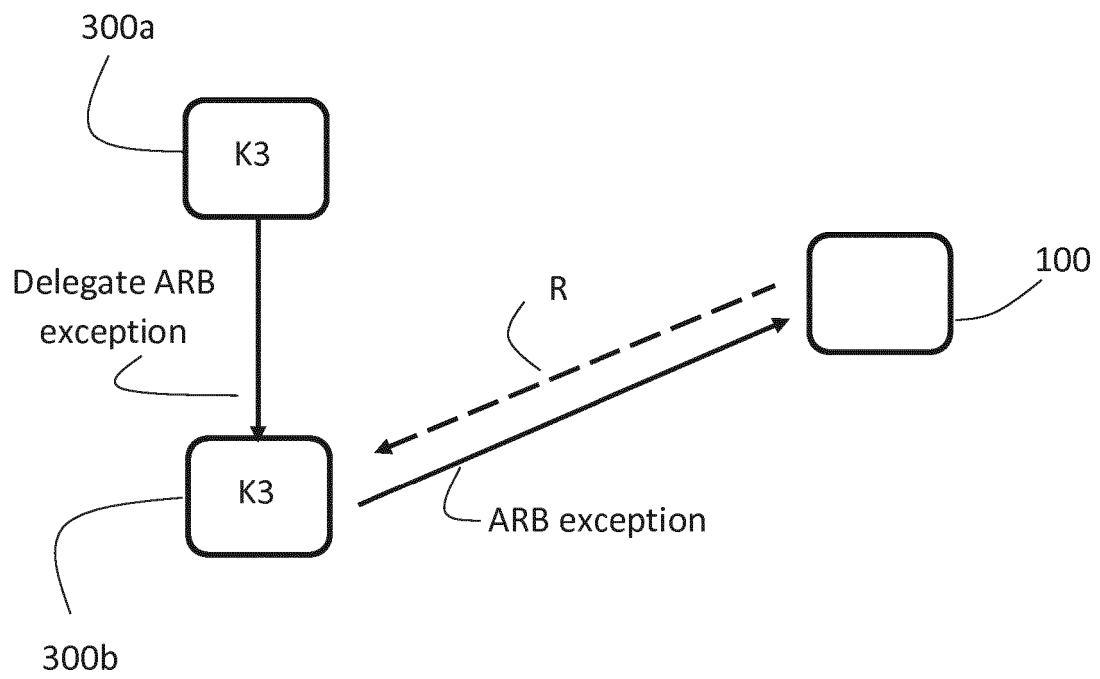 300a
K3
100
Delegate ARB
exception
R
K3
ARB exception
300b